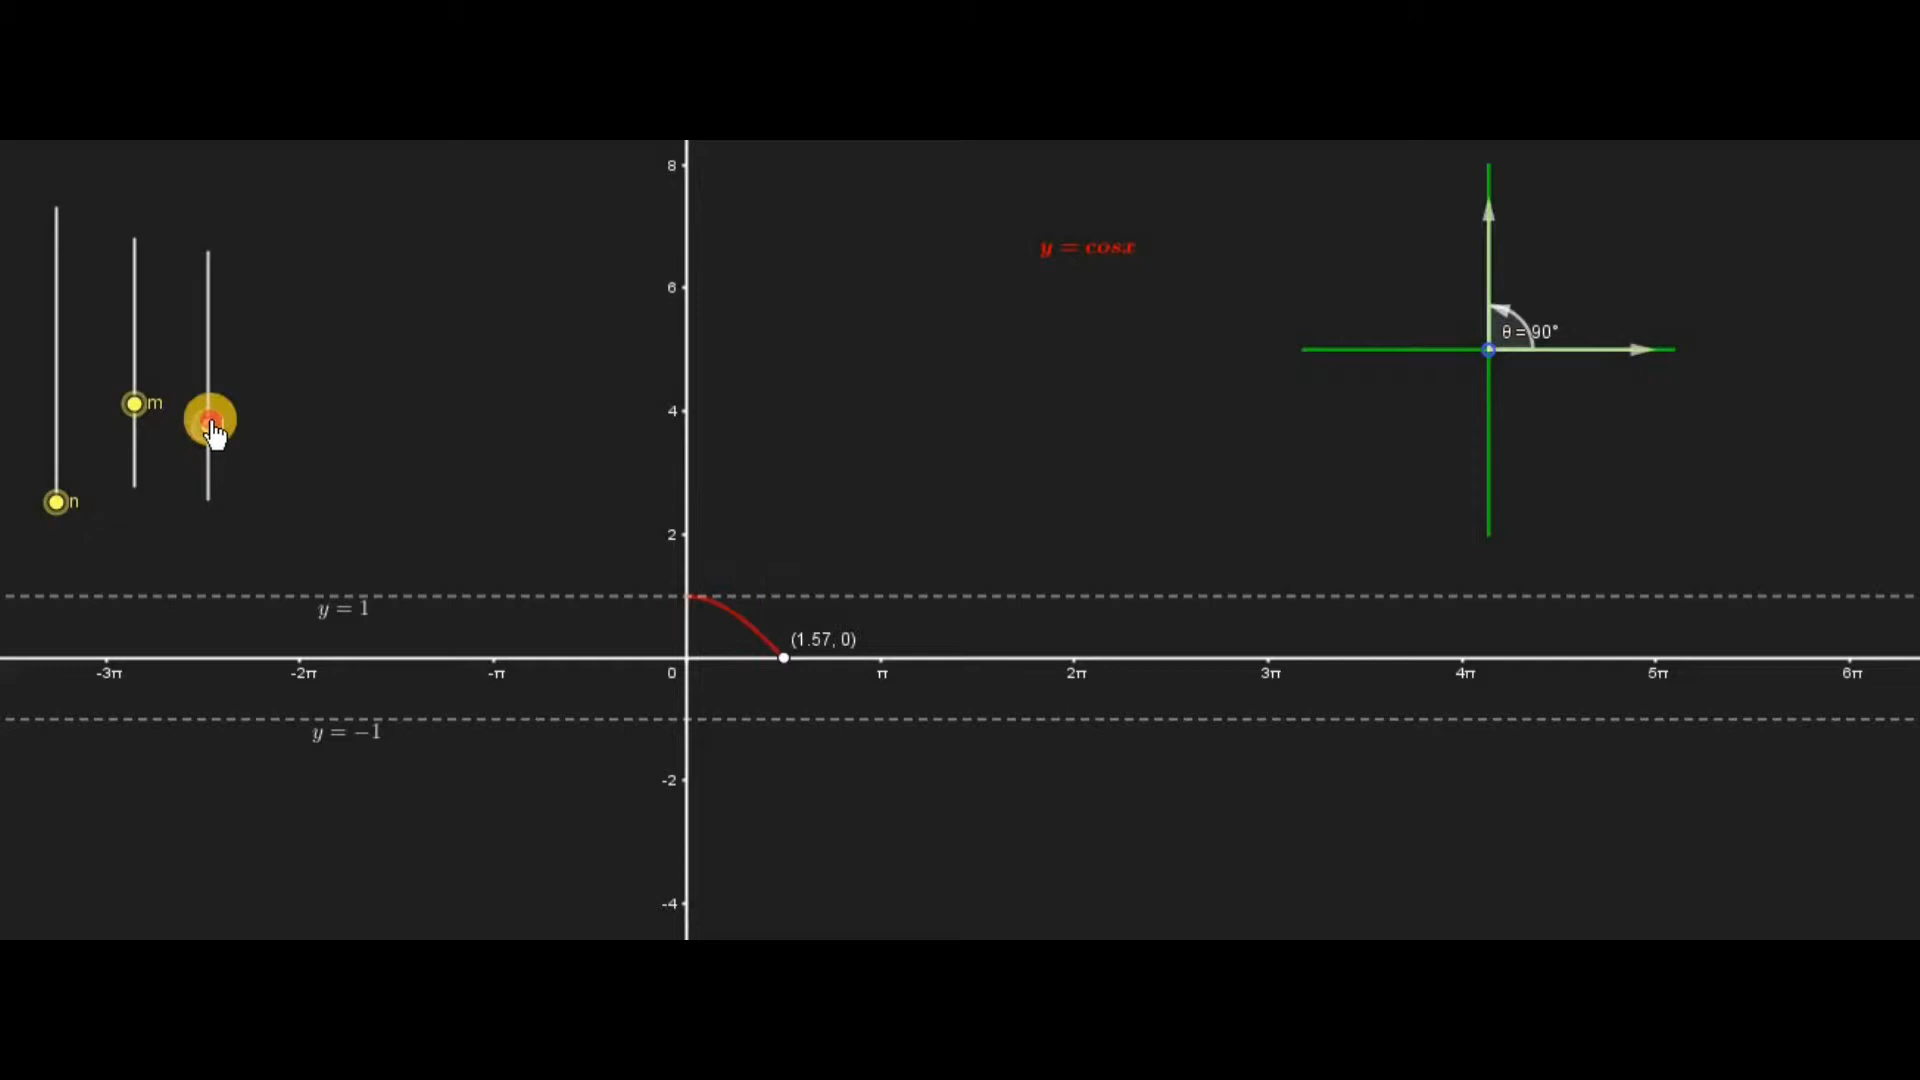 8
y = cosx
6
θ = 90°
m
4
n
2
y = 1
(1.57, 0)
-3π -2π -π 0 π 2π 3π 4π 5π 6π
y = −1
-2
-4